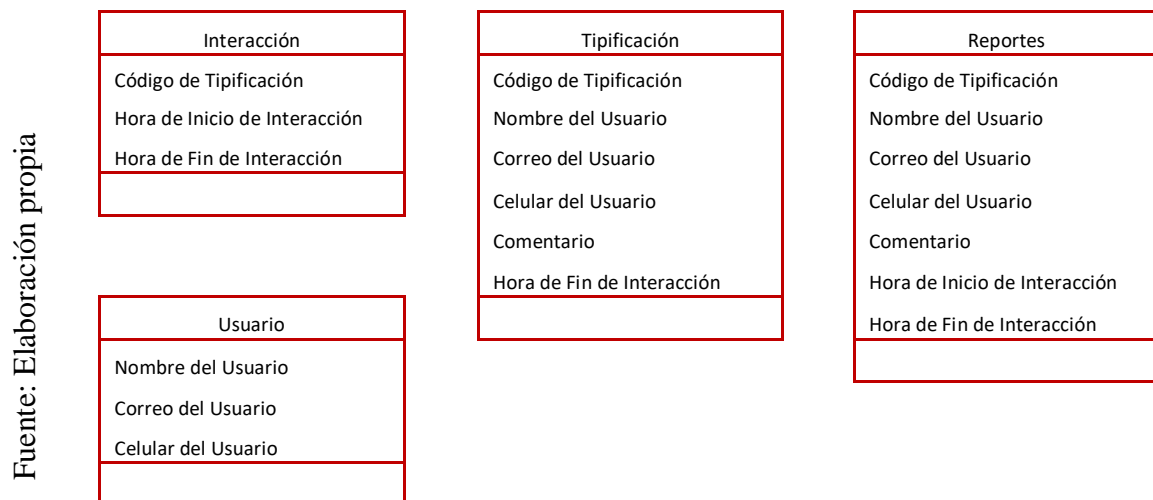 Interacción
Código de Tipificación
Hora de Inicio de Interacción
Hora de Fin de Interacción
Usuario
Nombre del Usuario
Correo del Usuario
Celular del Usuario
Tipificación
Código de Tipificación
Nombre del Usuario
Correo del Usuario
Celular del Usuario
Comentario
Hora de Fin de Interacción
Reportes
Código de Tipificación
Nombre del Usuario
Correo del Usuario
Celular del Usuario
Comentario
Hora de Inicio de Interacción
Hora de Fin de Interacción
Fuente: Elaboración propia